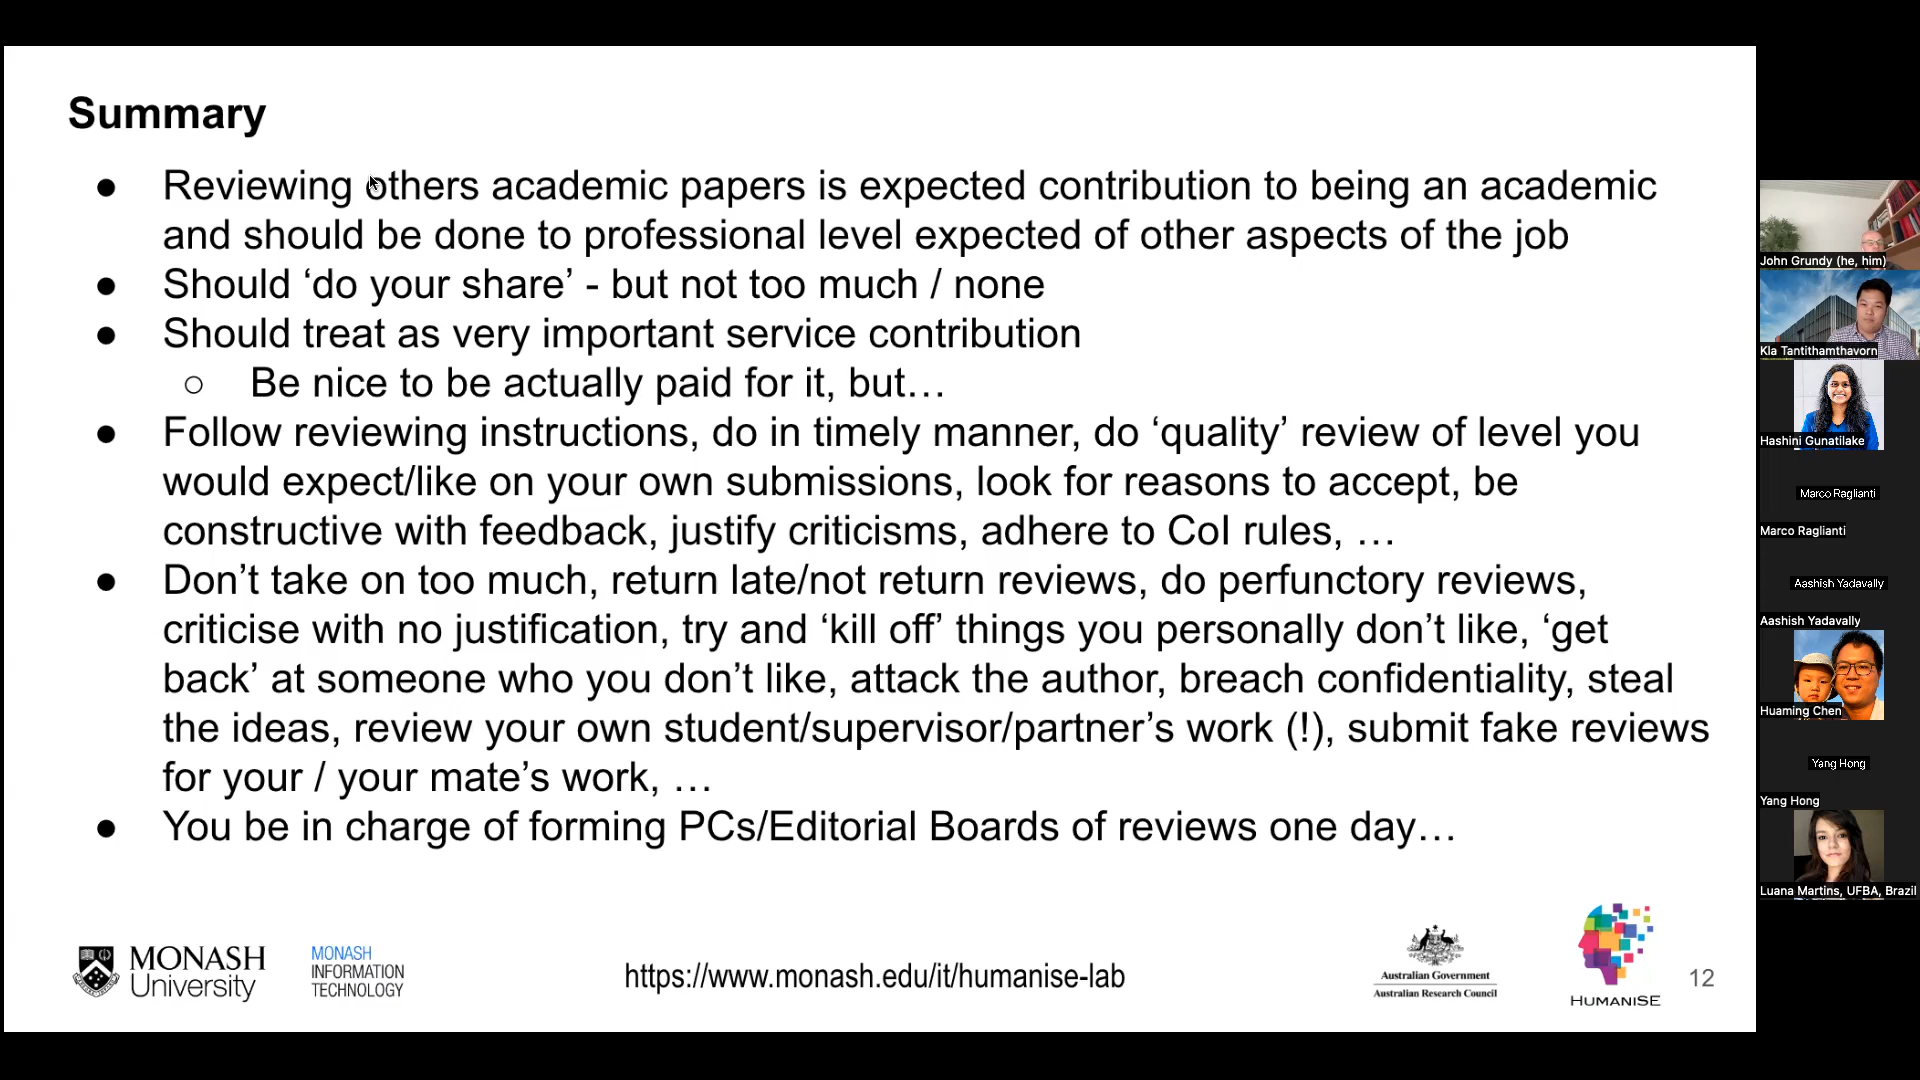 Summary
● Reviewing others academic papers is expected contribution to being an academic
and should be done to professional level expected of other aspects of the job
● Should ‘do your share’ - but not too much / none
● Should treat as very important service contribution
○ Be nice to be actually paid for it, but…
● Follow reviewing instructions, do in timely manner, do ‘quality’ review of level you
would expect/like on your own submissions, look for reasons to accept, be
constructive with feedback, justify criticisms, adhere to CoI rules, …
● Don’t take on too much, return late/not return reviews, do perfunctory reviews,
criticise with no justification, try and ‘kill off’ things you personally don’t like, ‘get
back’ at someone who you don’t like, attack the author, breach confidentiality, steal
the ideas, review your own student/supervisor/partner’s work (!), submit fake reviews
for your / your mate’s work, …
● You be in charge of forming PCs/Editorial Boards of reviews one day…
MONASH
University
MONASH
INFORMATION
TECHNOLOGY
https://www.monash.edu/it/humanise-lab
Australian Government
Australian Research Council
HUMANISE
12
John Grundy (he, him)
Kla Tantithamthavorn
Hashini Gunatilake
Marco Raglianti
Marco Raglianti
Aashish Yadavally
Aashish Yadavally
Huaming Chen
Yang Hong
Yang Hong
Luana Martins, UFBA, Brazil